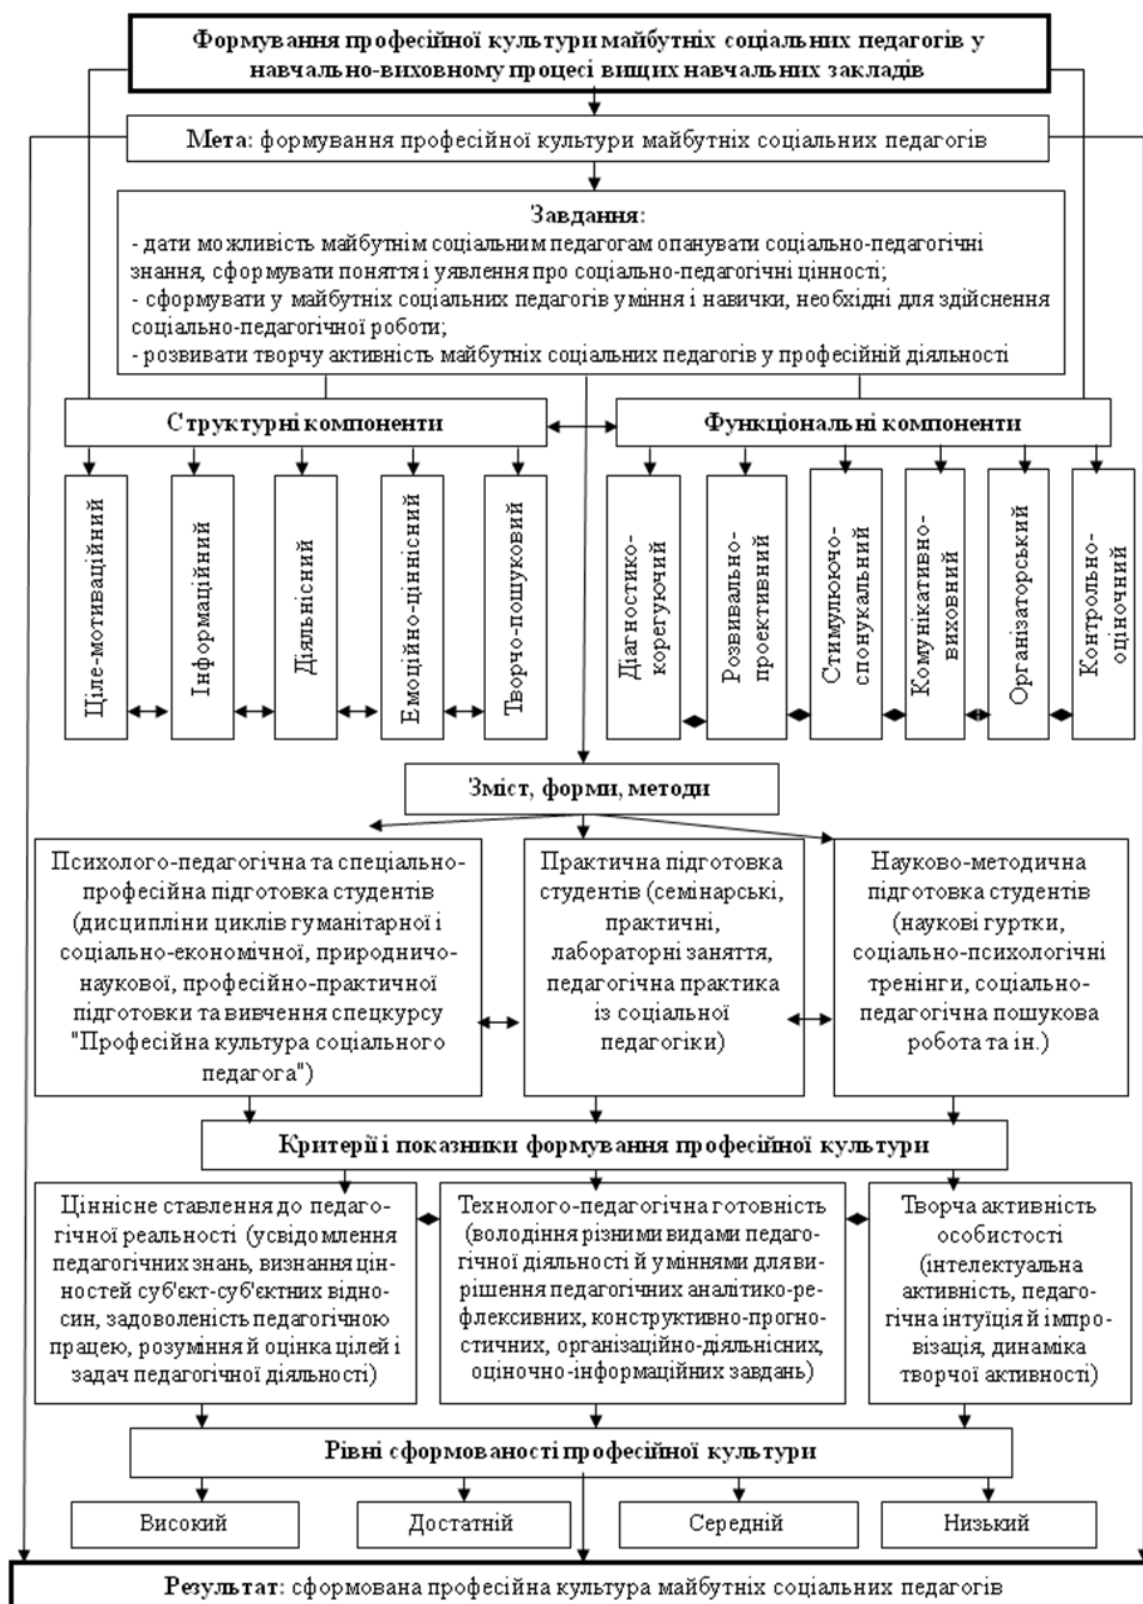 Формування професійної культури майбутніх соціальних педагогів у
навчально-виховному процесі вищих навчальних закладів
Мета: формування професійної культури майбутніх соціальних педагогів
Завдання:
- дати можливість майбутнім соціальним педагогам опанувати соціально-педагогічні
знання, сформувати поняття і уявлення про соціально-педагогічні цінності;
- сформувати у майбутніх соціальних педагогів уміння і навички, необхідні для здійснення
соціально-педагогічної роботи;
- розвивати творчу активність майбутніх соціальних педагогів у професійній діяльності
Структурні компоненти
Функціональні компоненти
Ціле-мотиваційний
Інформаційний
Діяльнісний
Емоційно-ціннісний
Творчо-пошуковий
Діагностико-
корегуючий
Розвивально-
проективний
Стимулюючо-
спонукальний
Комунікативно-
виховний
Організаторський
Контрольно-
оціночний
Зміст, форми, методи
Психолого-педагогічна та спеціально-
професійна підготовка студентів
(дисципліни циклів гуманітарної і
соціально-економічної, природничо-
наукової, професійно-практичної
підготовки та вивчення спецкурсу
"Професійна культура соціального
педагога")
Практична підготовка
студентів (семінарські,
практичні,
лабораторні заняття,
педагогічна практика
із соціальної
педагогіки)
Науково-методична
підготовка студентів
(наукові гуртки,
соціально-психологічні
тренінги, соціально-
педагогічна пошукова
робота та ін.)
Критерії і показники формування професійної культури
Ціннісне ставлення до педаго-
гічної реальності (усвідомлення
педагогічних знань, визнання цін-
ностей суб'єкт-суб'єктних відно-
син, задоволеність педагогічною
працею, розуміння й оцінка цілей і
задач педагогічної діяльності)
Технолого-педагогічна готовність
(володіння різними видами педаго-
гічної діяльності й уміннями для ви-
рішення педагогічних аналітико-ре-
флексивних, конструктивно-прогно-
стичних, організаційно-діяльнісних,
оціночно-інформаційних завдань)
Творча активність
особистості
(інтелектуальна
активність, педаго-
гічна інтуїція й імпро-
візація, динаміка
творчої активності)
Рівні сформованості професійної культури
Високий
Достатній
Середній
Низький
Результат: сформована професійна культура майбутніх соціальних педагогів